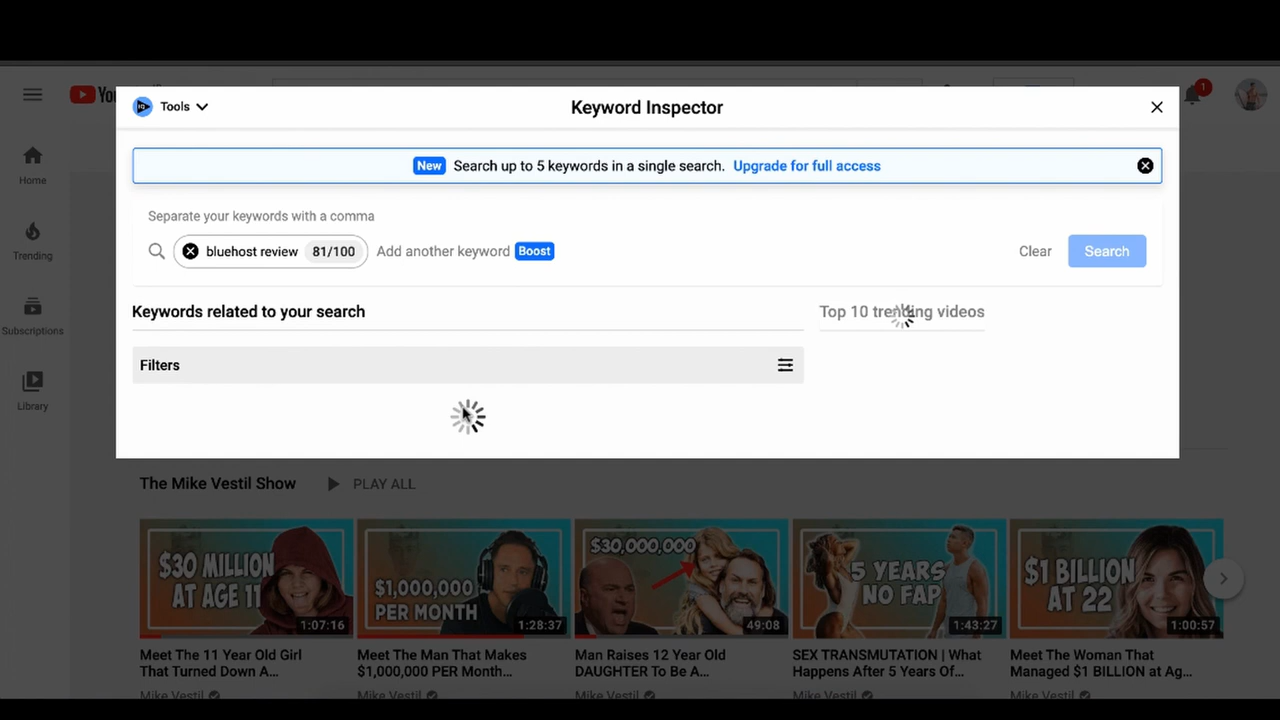 You
1
Tools
Keyword Inspector
New Search up to 5 keywords in a single search. Upgrade for full access
Separate your keywords with a comma
bluehost review 81/100 Add another keyword Boost
Clear
Search
Keywords related to your search
Top 10 trending videos
Filters
Home
Trending
Subscriptions
Library
The Mike Vestil Show
PLAY ALL
$30 MILLION
AT AGE 11
1:07:16
$1,000,000
PER MONTH
1:28:37
$30,000,000
49:08
5 YEARS
NO FAP
1:43:27
$1 BILLION
AT 22
1:00:57
Meet The 11 Year Old Girl
That Turned Down A...
Mike Vestil
Meet The Man That Makes
$1,000,000 PER Month...
Mike Vestil
Man Raises 12 Year Old
DAUGHTER To Be A...
Mike Vestil
SEX TRANSMUTATION | What
Happens After 5 Years Of...
Mike Vestil
Meet The Woman That
Managed $1 BILLION at Ag...
Mike Vestil